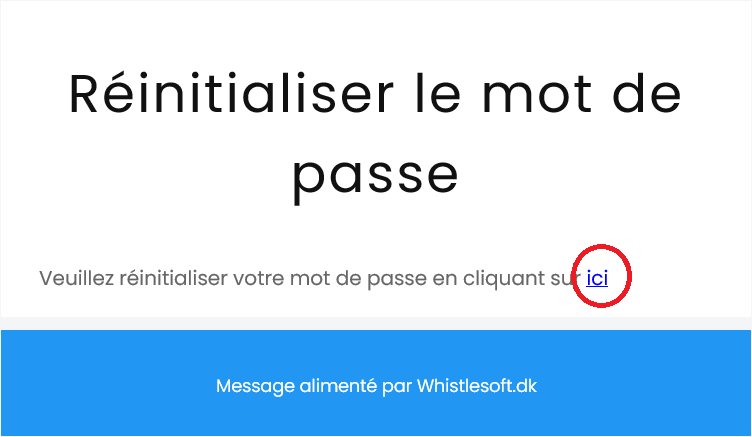 Réinitialiser le mot de
passe
Veuillez réinitialiser votre mot de passe en cliquant sur ici
Message alimenté par Whistlesoft.dk